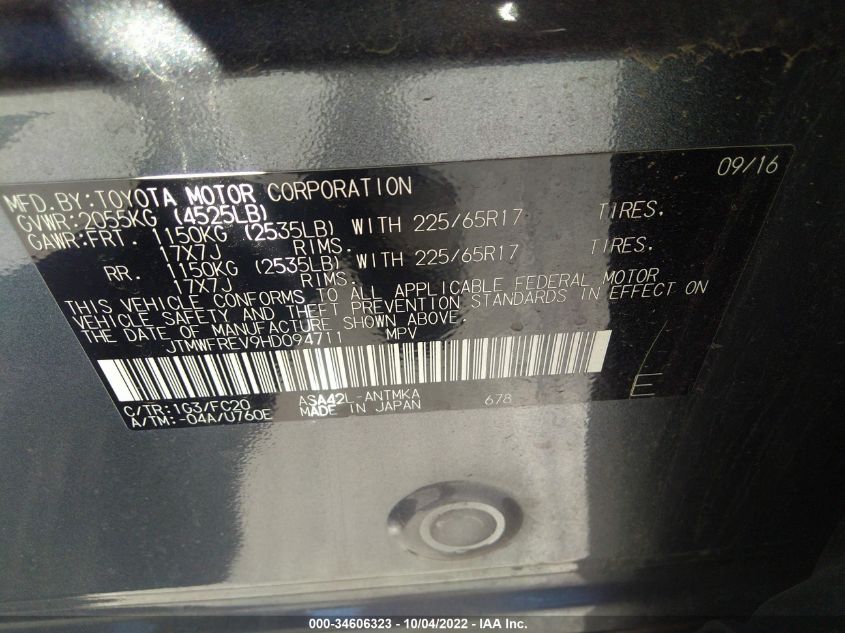 09/16
MFD.BY:TOYOTA MOTOR CORPORATION
GVWR:2055KG (4525LB)
GAWR:FRT. 1150KG (2535LB) WITH 225/65R17 TIRES.
17X7J RIMS.
RR. 1150KG (2535LB) WITH 225/65R17 TIRES.
17X7J RIMS.
THIS VEHICLE CONFORMS TO ALL APPLICABLE FEDERAL MOTOR
VEHICLE SAFETY AND THEFT PREVENTION STANDARDS IN EFFECT ON
THE DATE OF MANUFACTURE SHOWN ABOVE.
JTMWFREV9HD094711 MPV
C/TR:1G3/FC20 ASA42L-ANTMKA 678
A/TM:-04A/U760E MADE IN JAPAN
E
000-34606323 - 10/04/2022 - IAA Inc.